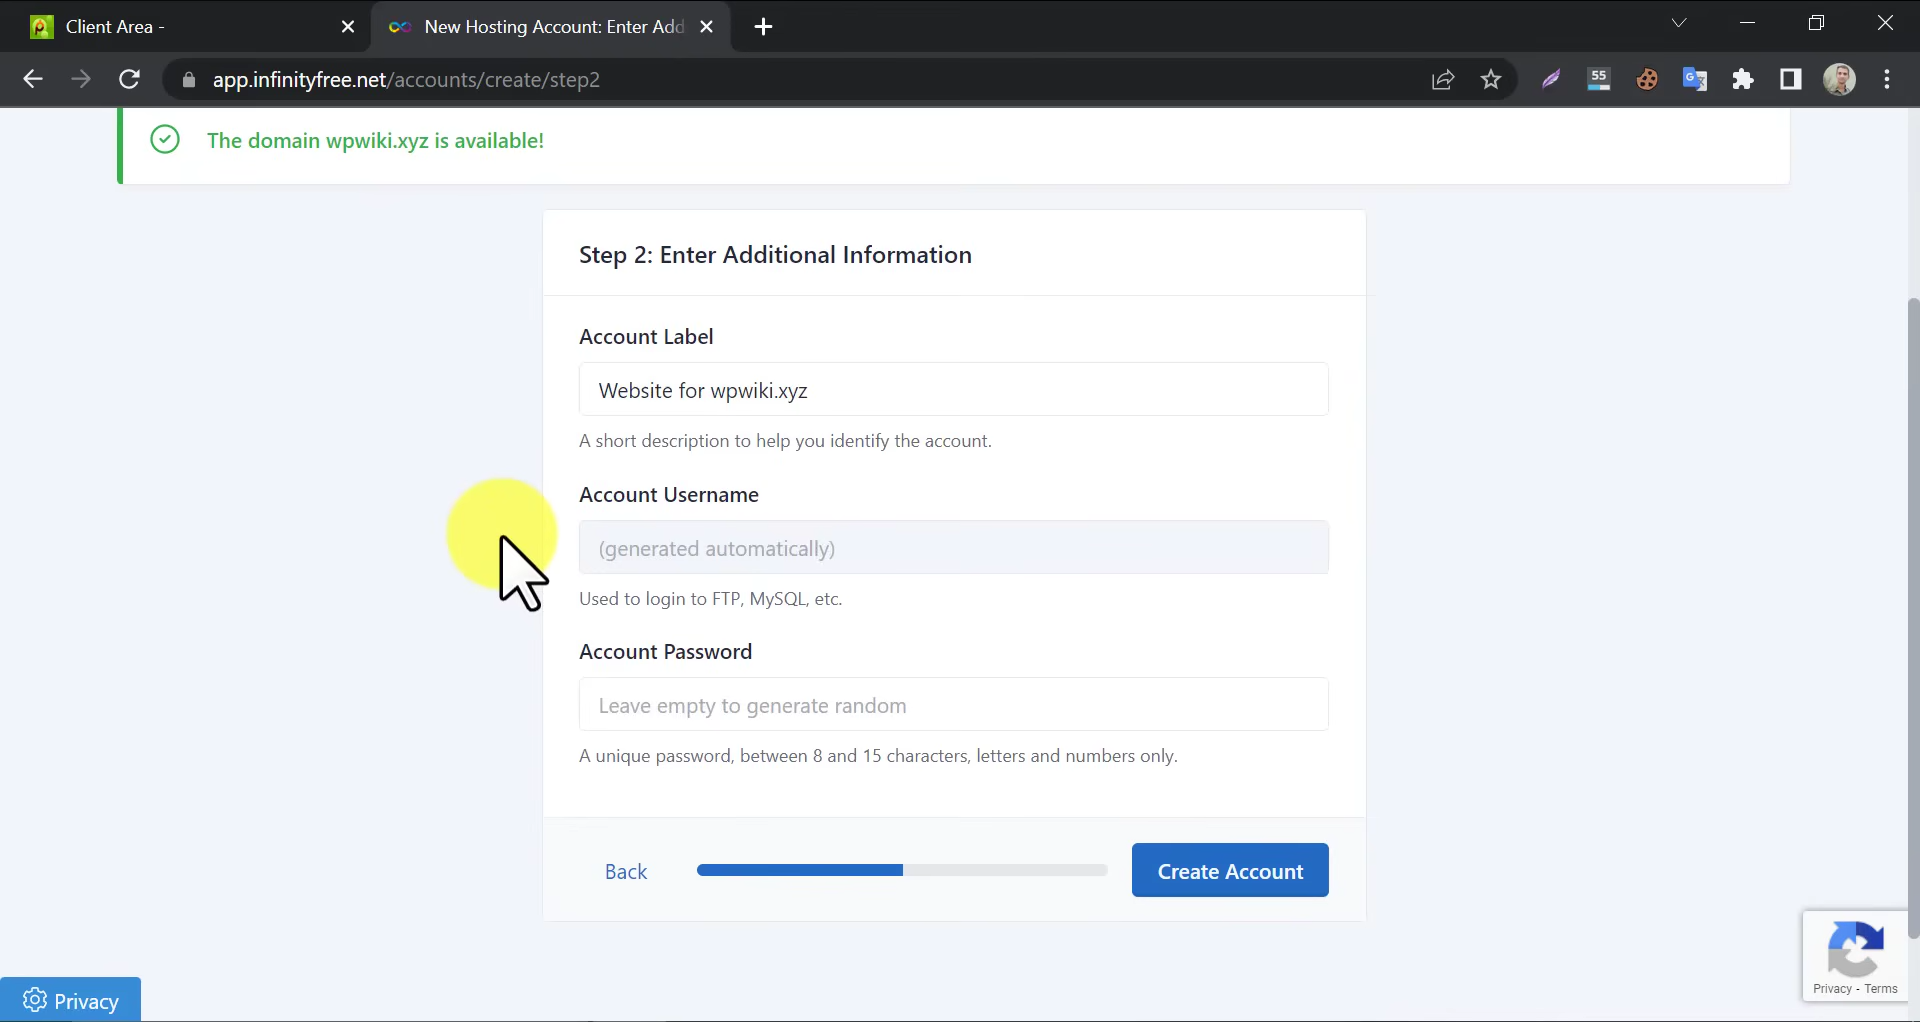 Client Area -
New Hosting Account: Enter Add
app.infinityfree.net/accounts/create/step2
55
The domain wpwiki.xyz is available!
Step 2: Enter Additional Information
Account Label
Website for wpwiki.xyz
A short description to help you identify the account.
Account Username
(generated automatically)
Used to login to FTP, MySQL, etc.
Account Password
Leave empty to generate random
A unique password, between 8 and 15 characters, letters and numbers only.
Back
Create Account
Privacy - Terms
Privacy